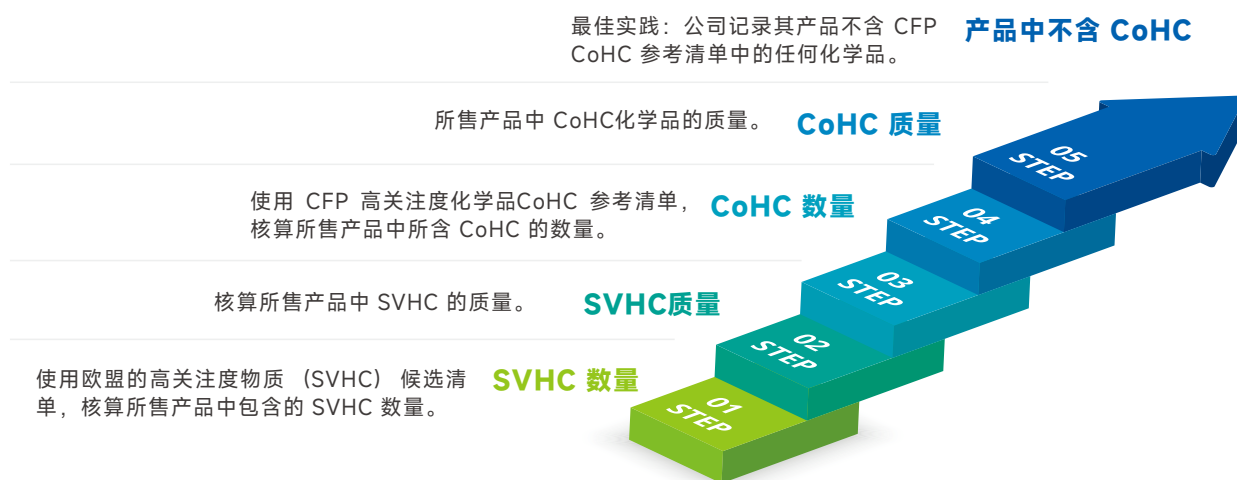 最佳实践：公司记录其产品不含 CFP
CoHC 参考清单中的任何化学品。
产品中不含 CoHC
所售产品中 CoHC化学品的质量。
CoHC 质量
使用 CFP 高关注度化学品CoHC 参考清单，
核算所售产品中所含 CoHC 的数量。
CoHC 数量
核算所售产品中 SVHC 的质量。
SVHC质量
使用欧盟的高关注度物质 （SVHC） 候选清
单，核算所售产品中包含的 SVHC 数量。
SVHC 数量
05
STEP
04
STEP
03
STEP
02
STEP
01
STEP